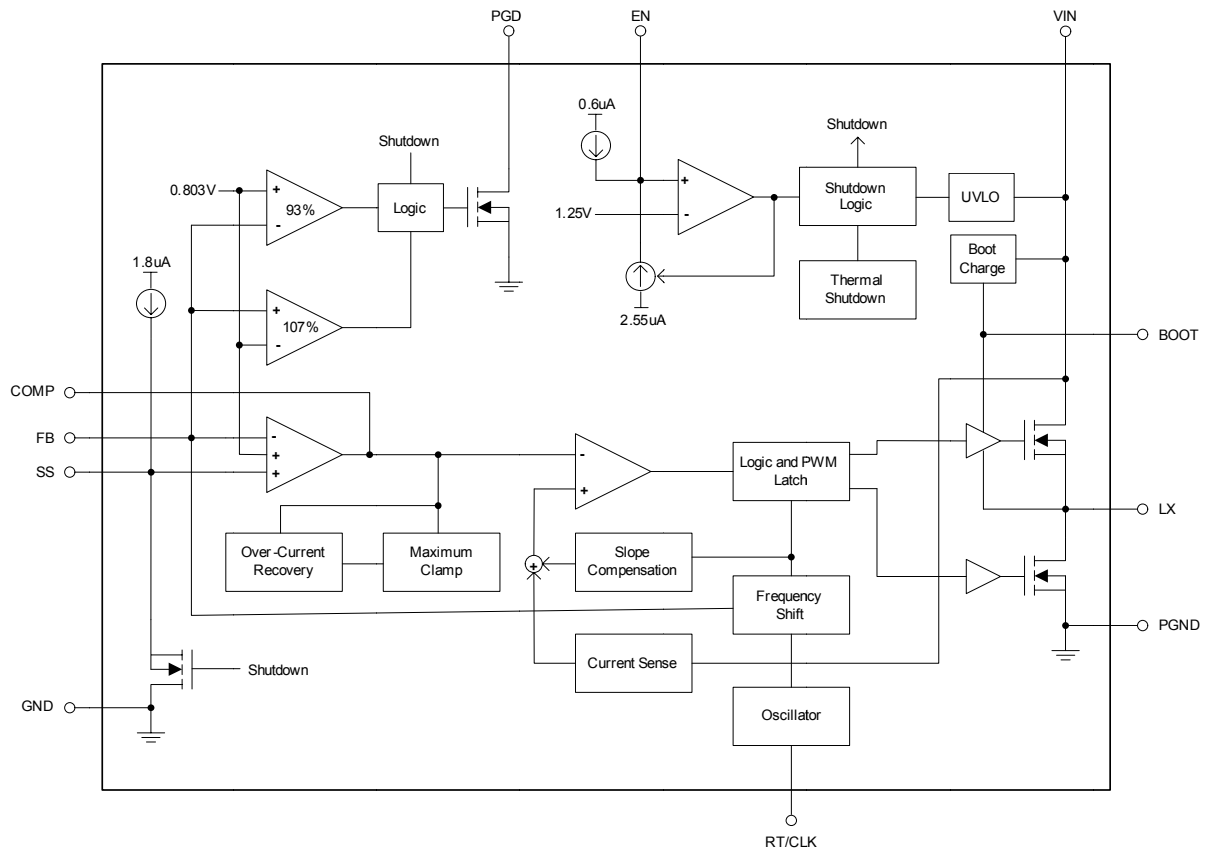 PGD
EN
VIN
0.6uA
Shutdown
Shutdown
0.803V
+
93%
-
Logic
+
-
1.25V
Shutdown
Logic
UVLO
1.8uA
Boot
Charge
Thermal
Shutdown
+
107%
-
2.55uA
BOOT
COMP
FB
SS
-
+
+
-
+
Logic and PWM
Latch
LX
Over-Current
Recovery
Maximum
Clamp
+
Slope
Compensation
Frequency
Shift
PGND
Current Sense
Shutdown
GND
Oscillator
RT/CLK